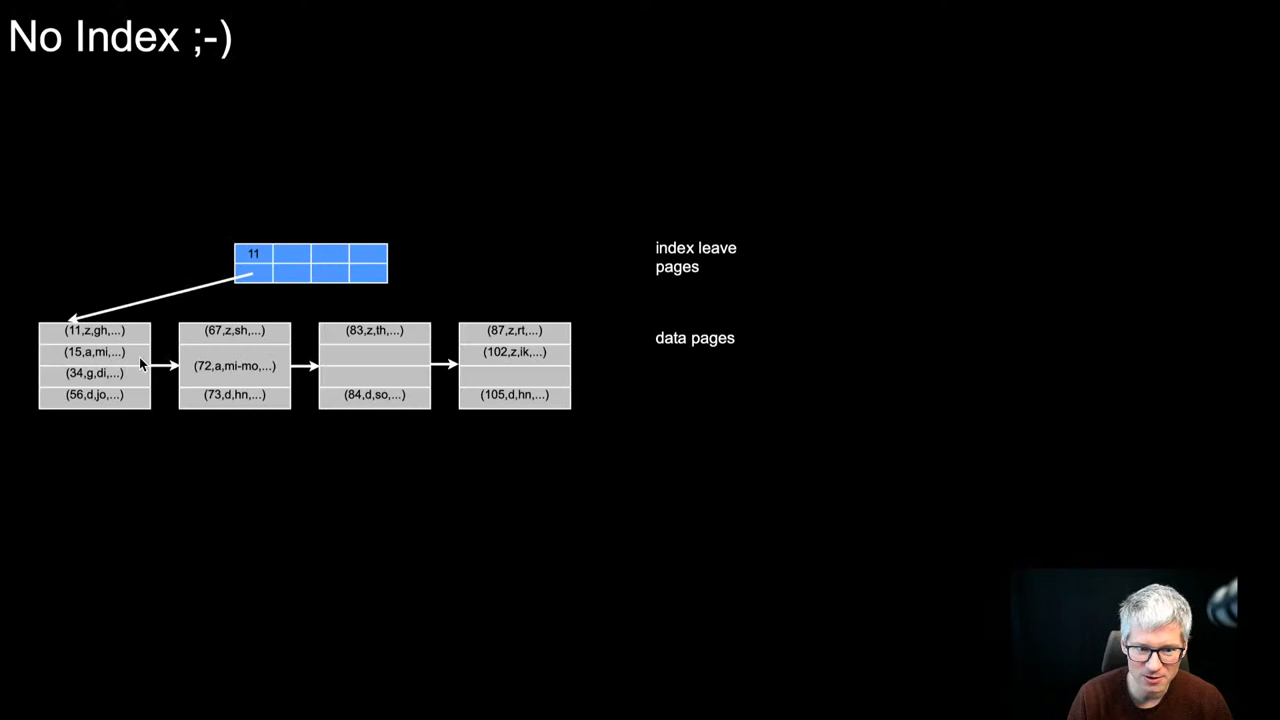 No Index ;-)
11
index leave
pages
(11,z,gh,...)
(15,a,mi,...)
(34,g,di,...)
(56,d,jo,...)
(67,z,sh,...)
(72,a,mi-mo,...)
(73,d,hn,...)
(83,z,th,...)
(84,d,so,...)
(87,z,rt,...)
(102,z,ik,...)
(105,d,hn,...)
data pages